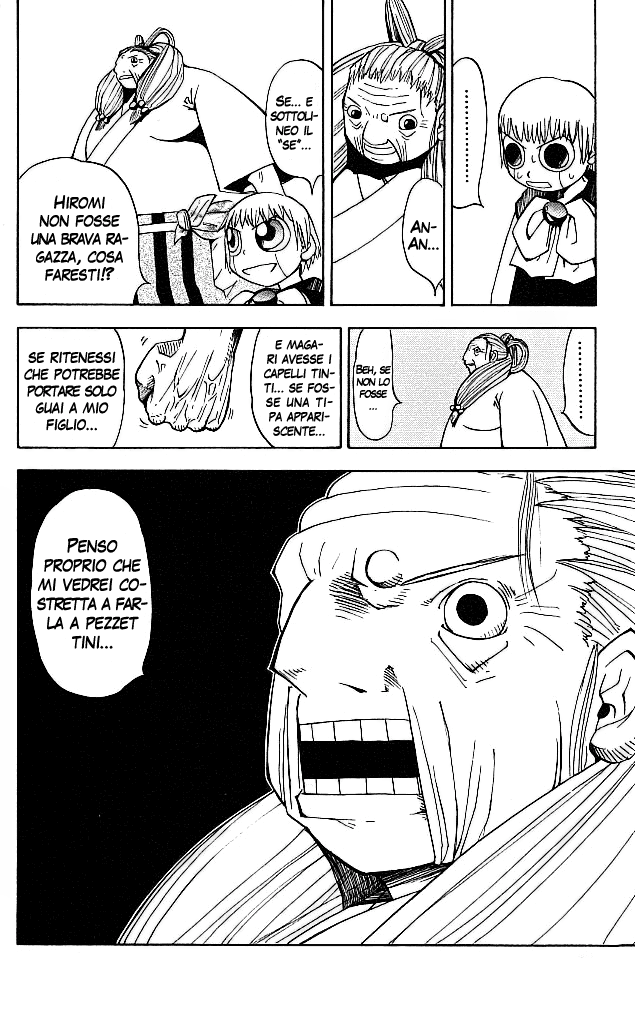 ..........
AN-
AN...
SE... E
SOTTOLI-
NEO IL
"SE"...
HIROMI
NON FOSSE
UNA BRAVA RA-
GAZZA, COSA
FARESTI!?
........
BEH, SE
NON LO
FOSSE
...
E MAGA-
RI AVESSE I
CAPELLI TIN-
TI... SE FOS-
SE UNA TI-
PA APPARI-
SCENTE...
SE RITENESSI
CHE POTREBBE
PORTARE SOLO
GUAI A MIO
FIGLIO...
PENSO
PROPRIO CHE
MI VEDREI CO-
STRETTA A FAR-
LA A PEZZET
TINI...